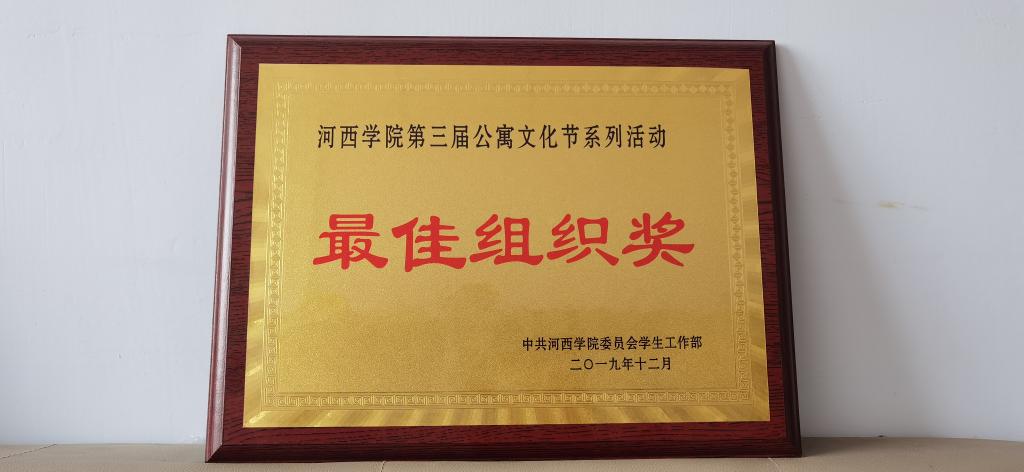 河西学院第三届公寓文化节系列活动
最佳组织奖
中共河西学院委员会学生工作部
二〇一九年十二月